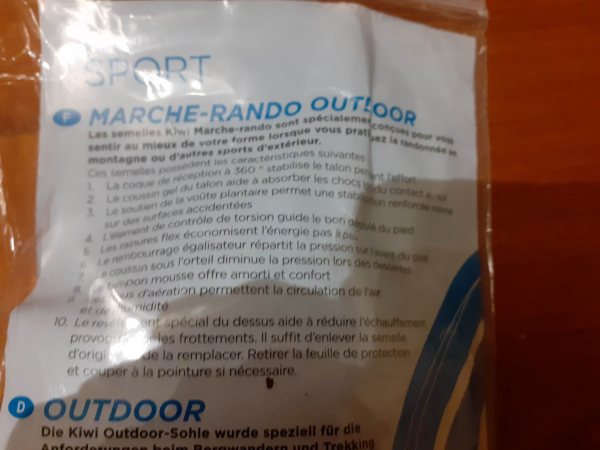 SPORT
F MARCHE-RANDO OUTDOOR
Les semelles Kiwi Marche-rando sont spécialement conçues pour vous
sentir au mieux de votre forme lorsque vous pratiquez la randonnée en
montagne ou d'autres sports d'extérieur.
Ces semelles possèdent les caractéristiques suivantes
1. La coque de réception à 360° stabilise le talon pendant l'effort
2. Le coussin gel du talon aide à absorber les chocs du contact au sol
3. Le soutien de la voûte plantaire permet une stabilisation renforcée même
sur des surfaces accidentées
4. L'élément de contrôle de torsion guide le bon déroulé du pied
5. Les rainures flex économisent l'énergie pas à pas
6. Le rembourrage égalisateur répartit la pression sur l'avant du pied
7. Le coussin sous l'orteil diminue la pression lors des descentes
8. tampon mousse offre amorti et confort
9. d'aération permettent la circulation de l'air
et de humidité
10. Le revêtement spécial du dessus aide à réduire l'échauffement
provoqué par les frottements. Il suffit d'enlever la semelle
d'origine de la remplacer. Retirer la feuille de protection
et couper à la pointure si nécessaire.
D OUTDOOR
Die Kiwi Outdoor-Sohle wurde speziell für die
Anforderungen beim Bergwandern und Trekking